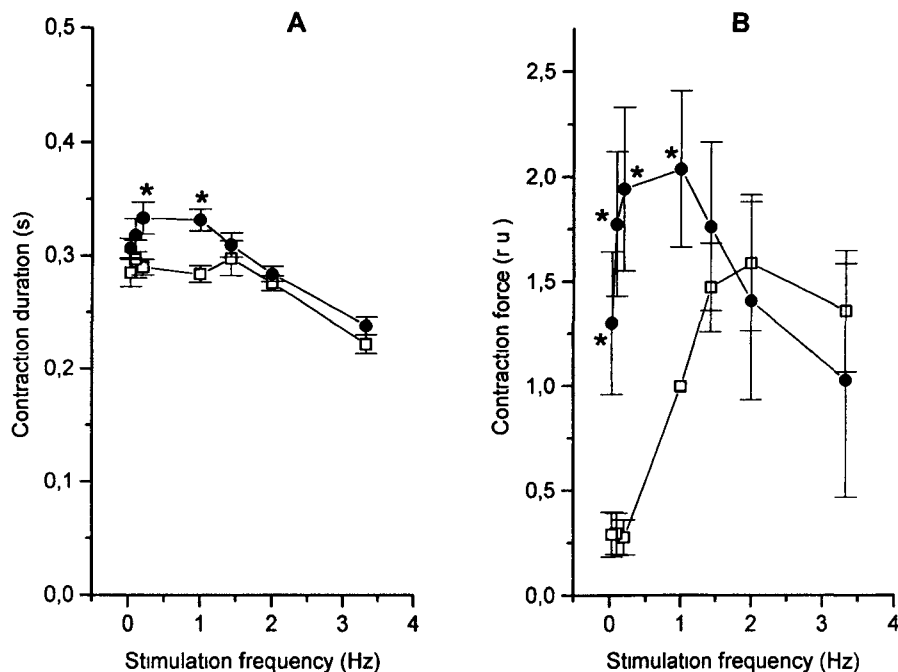 A
0,5
0,4
0,3
0,2
0,1
0,0
Contraction duration (s)
* *
0 1 2 3 4
Stimulation frequency (Hz)
B
2,5
2,0
1,5
1,0
0,5
0,0
Contraction force (r u)
* * * *
0 1 2 3 4
Stimulation frequency (Hz)